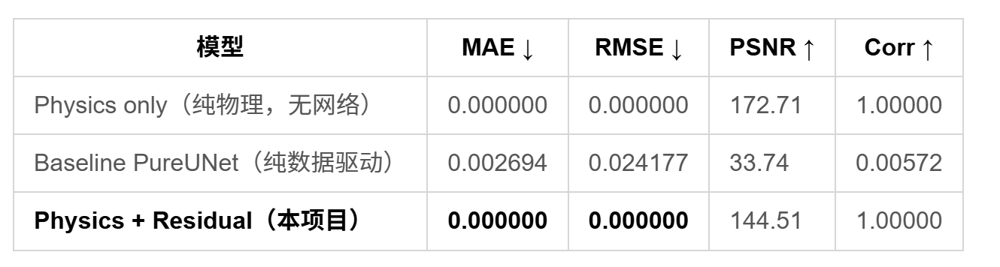 模型 MAE ↓ RMSE ↓ PSNR ↑ Corr ↑
Physics only（纯物理，无网络） 0.000000 0.000000 172.71 1.00000
Baseline PureUNet（纯数据驱动） 0.002694 0.024177 33.74 0.00572
Physics + Residual（本项目） 0.000000 0.000000 144.51 1.00000